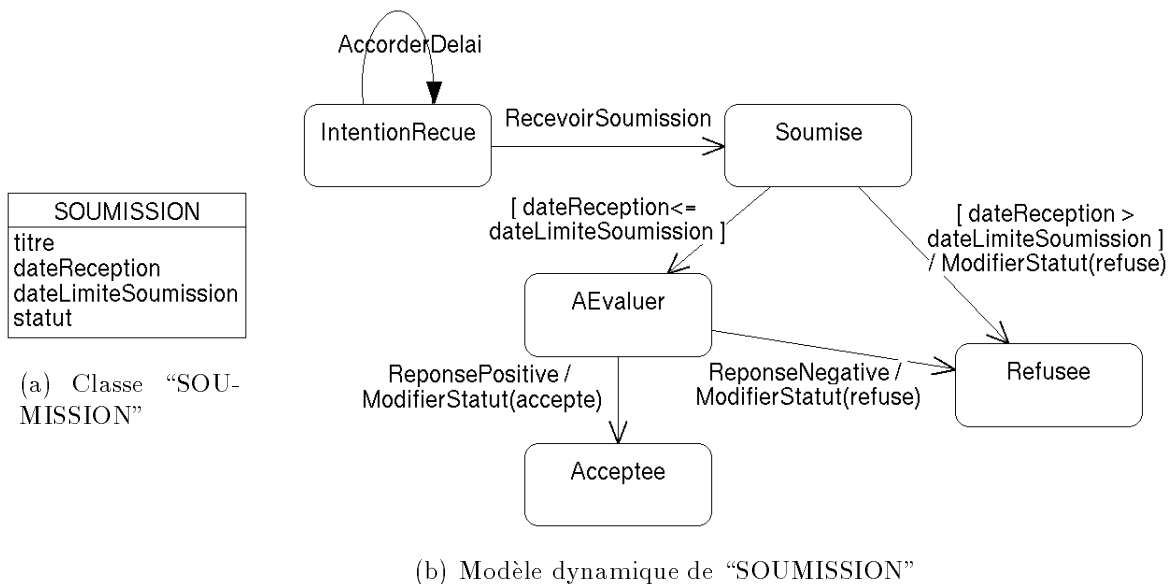 AccorderDelai
IntentionRecue
RecevoirSoumission
Soumise
SOUMISSION
titre
dateReception
dateLimiteSoumission
statut
(a) Classe “SOU-
MISSION”
[ dateReception<=
dateLimiteSoumission ]
[ dateReception >
dateLimiteSoumission ]
/ ModifierStatut(refuse)
AEvaluer
ReponsePositive /
ModifierStatut(accepte)
ReponseNegative /
ModifierStatut(refuse)
Refusee
Acceptee
(b) Modèle dynamique de “SOUMISSION”